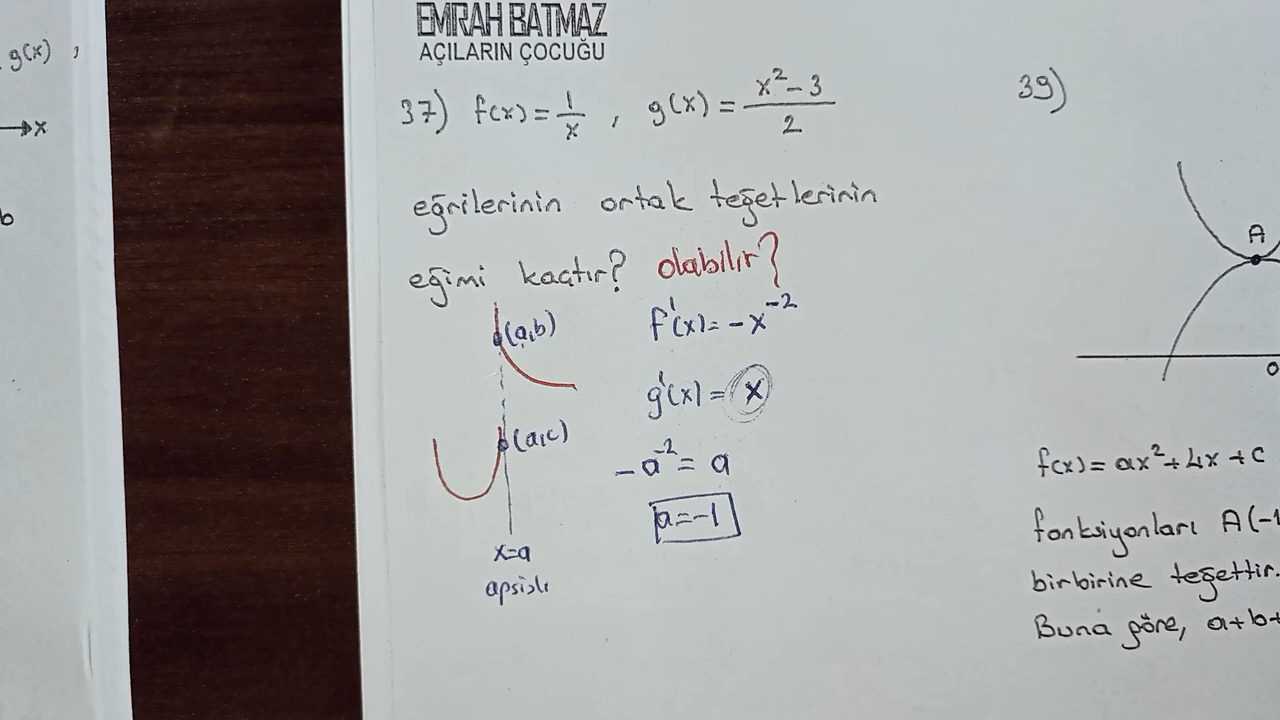 g(x) ,
→x
b
EMRAH BATMAZ
AÇILARIN ÇOCUĞU
37) f(x) = 1/x , g(x) = (x² - 3)/2
eğrilerinin ortak teğetlerinin
eğimi kaçtır? olabilir?
(a,b)
(a,c)
x=a
apsisli
f'(x) = -x⁻²
g'(x) = x
-a⁻² = a
a=-1
39)
A
0
f(x) = ax² + 4x + c
fonksiyonları A(-1
birbirine teğettir.
Buna göre, a+b+